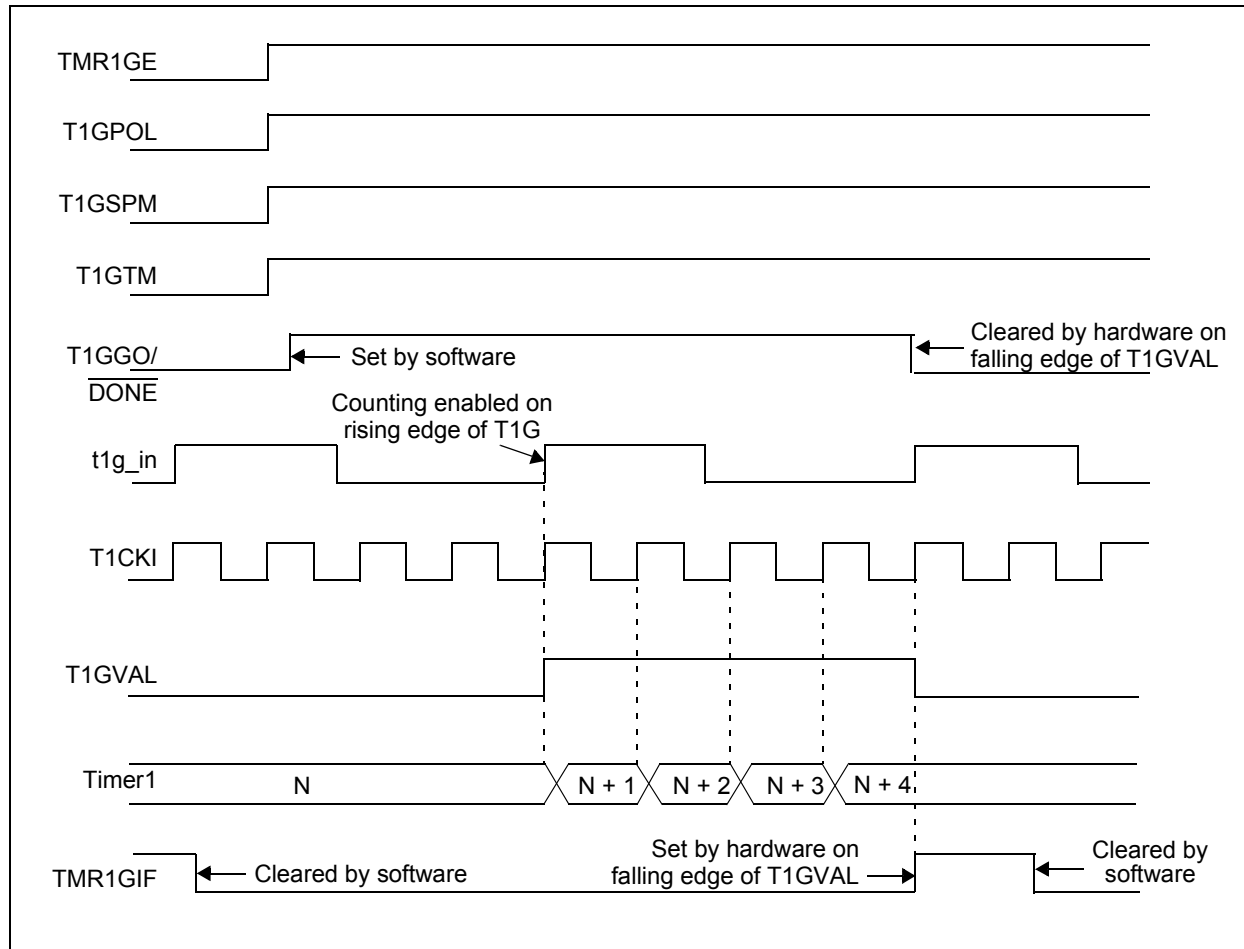 TMR1GE
T1GPOL
T1GSPM
T1GTM
T1GGO/
DONE
Set by software
Cleared by hardware on
falling edge of T1GVAL
Counting enabled on
rising edge of T1G
t1g_in
T1CKI
T1GVAL
Timer1
N
N + 1
N + 2
N + 3
N + 4
TMR1GIF
Cleared by software
Set by hardware on
falling edge of T1GVAL
Cleared by
software